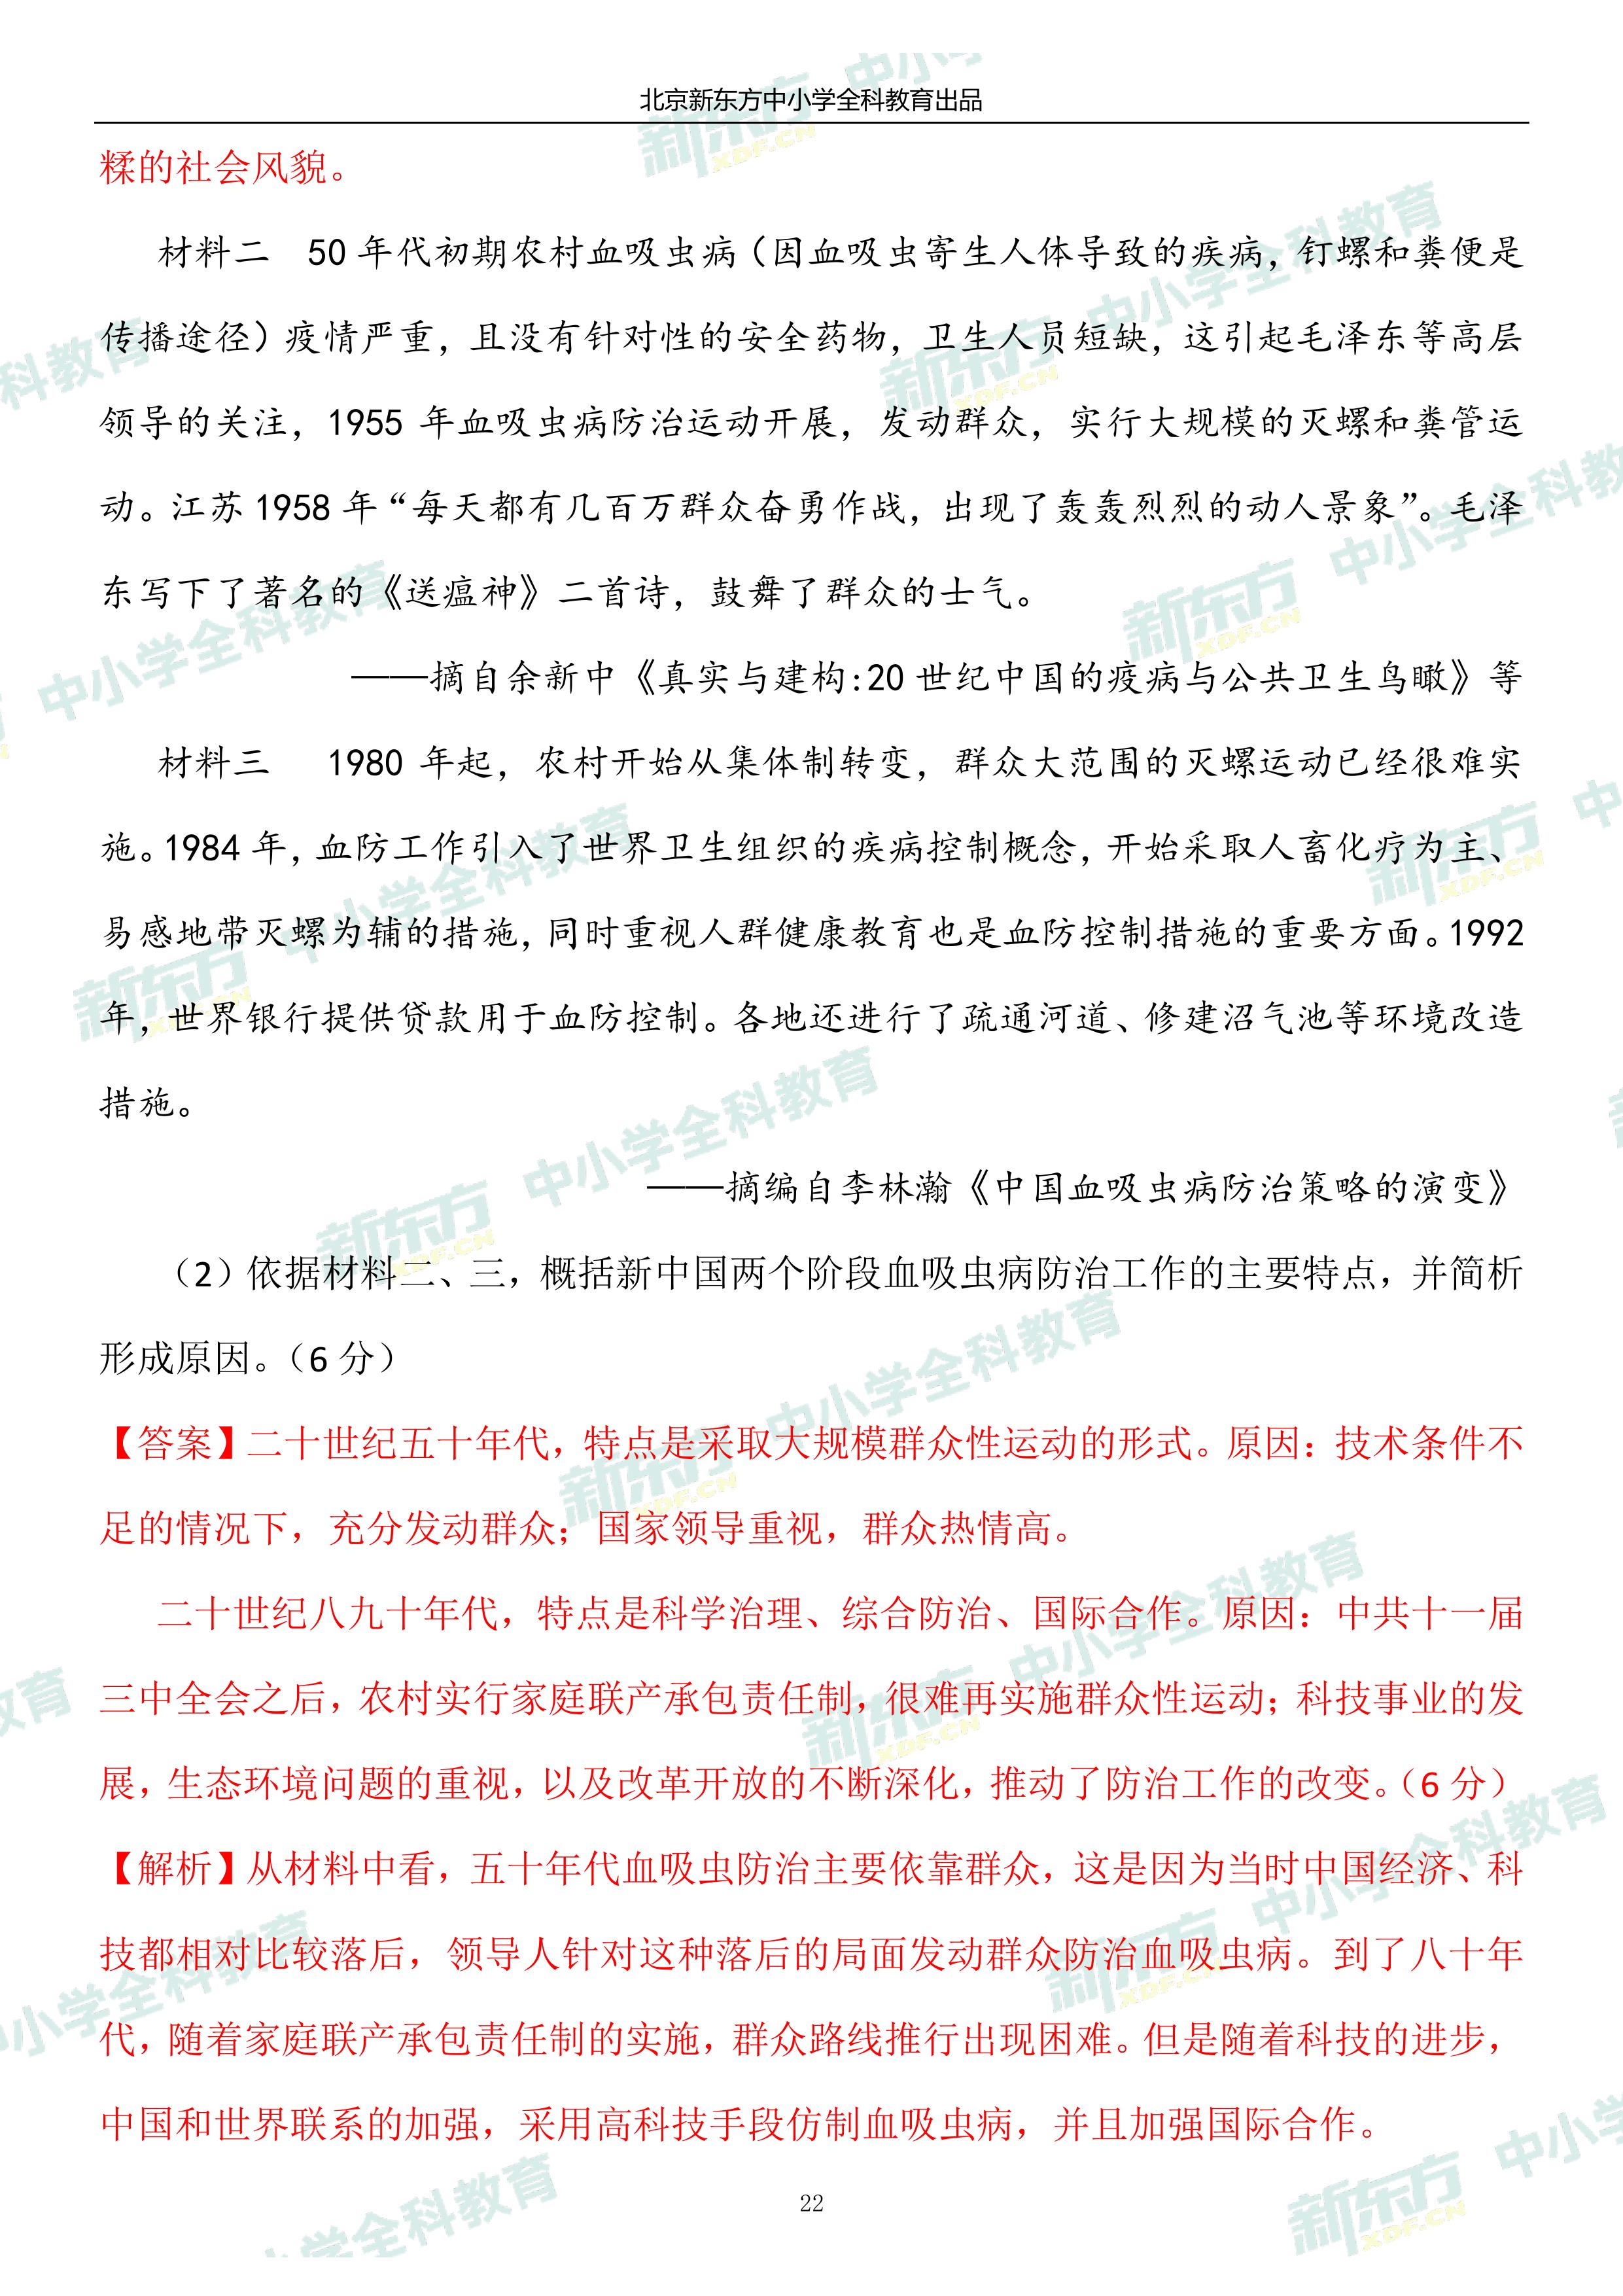 北京新东方中小学全科教育出品
糅的社会风貌。
材料二 50年代初期农村血吸虫病（因血吸虫寄生人体导致的疾病，钉螺和粪便是
传播途径）疫情严重，且没有针对性的安全药物，卫生人员短缺，这引起毛泽东等高层
领导的关注，1955 年血吸虫病防治运动开展，发动群众，实行大规模的灭螺和粪管运
动。江苏1958年“每天都有几百万群众奋勇作战，出现了轰轰烈烈的动人景象”。毛泽
东写下了著名的《送瘟神》二首诗，鼓舞了群众的士气。
——摘自余新中《真实与建构:20世纪中国的疫病与公共卫生鸟瞰》等
材料三 1980 年起，农村开始从集体制转变，群众大范围的灭螺运动已经很难实
施。1984年，血防工作引入了世界卫生组织的疾病控制概念，开始采取人畜化疗为主、
易感地带灭螺为辅的措施，同时重视人群健康教育也是血防控制措施的重要方面。1992
年，世界银行提供贷款用于血防控制。各地还进行了疏通河道、修建沼气池等环境改造
措施。
——摘编自李林瀚《中国血吸虫病防治策略的演变》
（2）依据材料二、三，概括新中国两个阶段血吸虫病防治工作的主要特点，并简析
形成原因。（6分）
【答案】二十世纪五十年代，特点是采取大规模群众性运动的形式。原因：技术条件不
足的情况下，充分发动群众；国家领导重视，群众热情高。
二十世纪八九十年代，特点是科学治理、综合防治、国际合作。原因：中共十一届
三中全会之后，农村实行家庭联产承包责任制，很难再实施群众性运动；科技事业的发
展，生态环境问题的重视，以及改革开放的不断深化，推动了防治工作的改变。（6分）
【解析】从材料中看，五十年代血吸虫防治主要依靠群众，这是因为当时中国经济、科
技都相对比较落后，领导人针对这种落后的局面发动群众防治血吸虫病。到了八十年
代，随着家庭联产承包责任制的实施，群众路线推行出现困难。但是随着科技的进步，
中国和世界联系的加强，采用高科技手段仿制血吸虫病，并且加强国际合作。
22